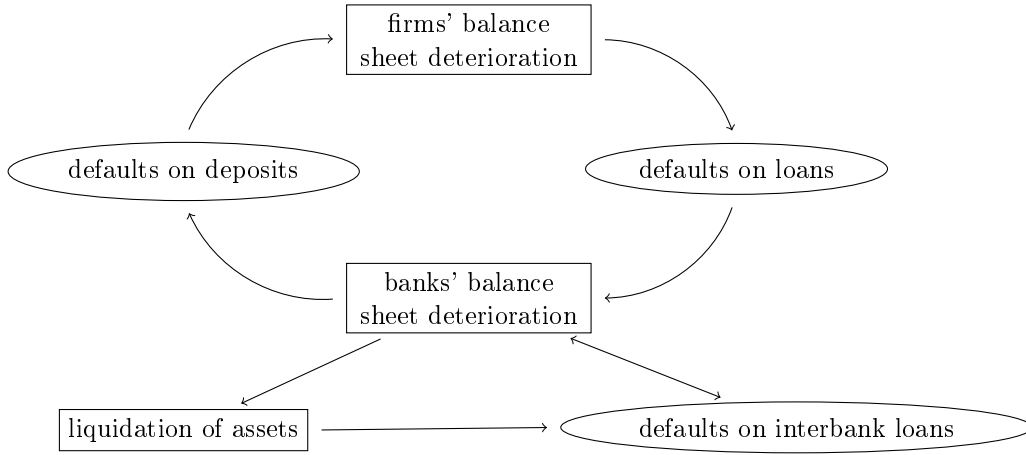 firms' balance
sheet deterioration
defaults on deposits
defaults on loans
banks' balance
sheet deterioration
liquidation of assets
defaults on interbank loans